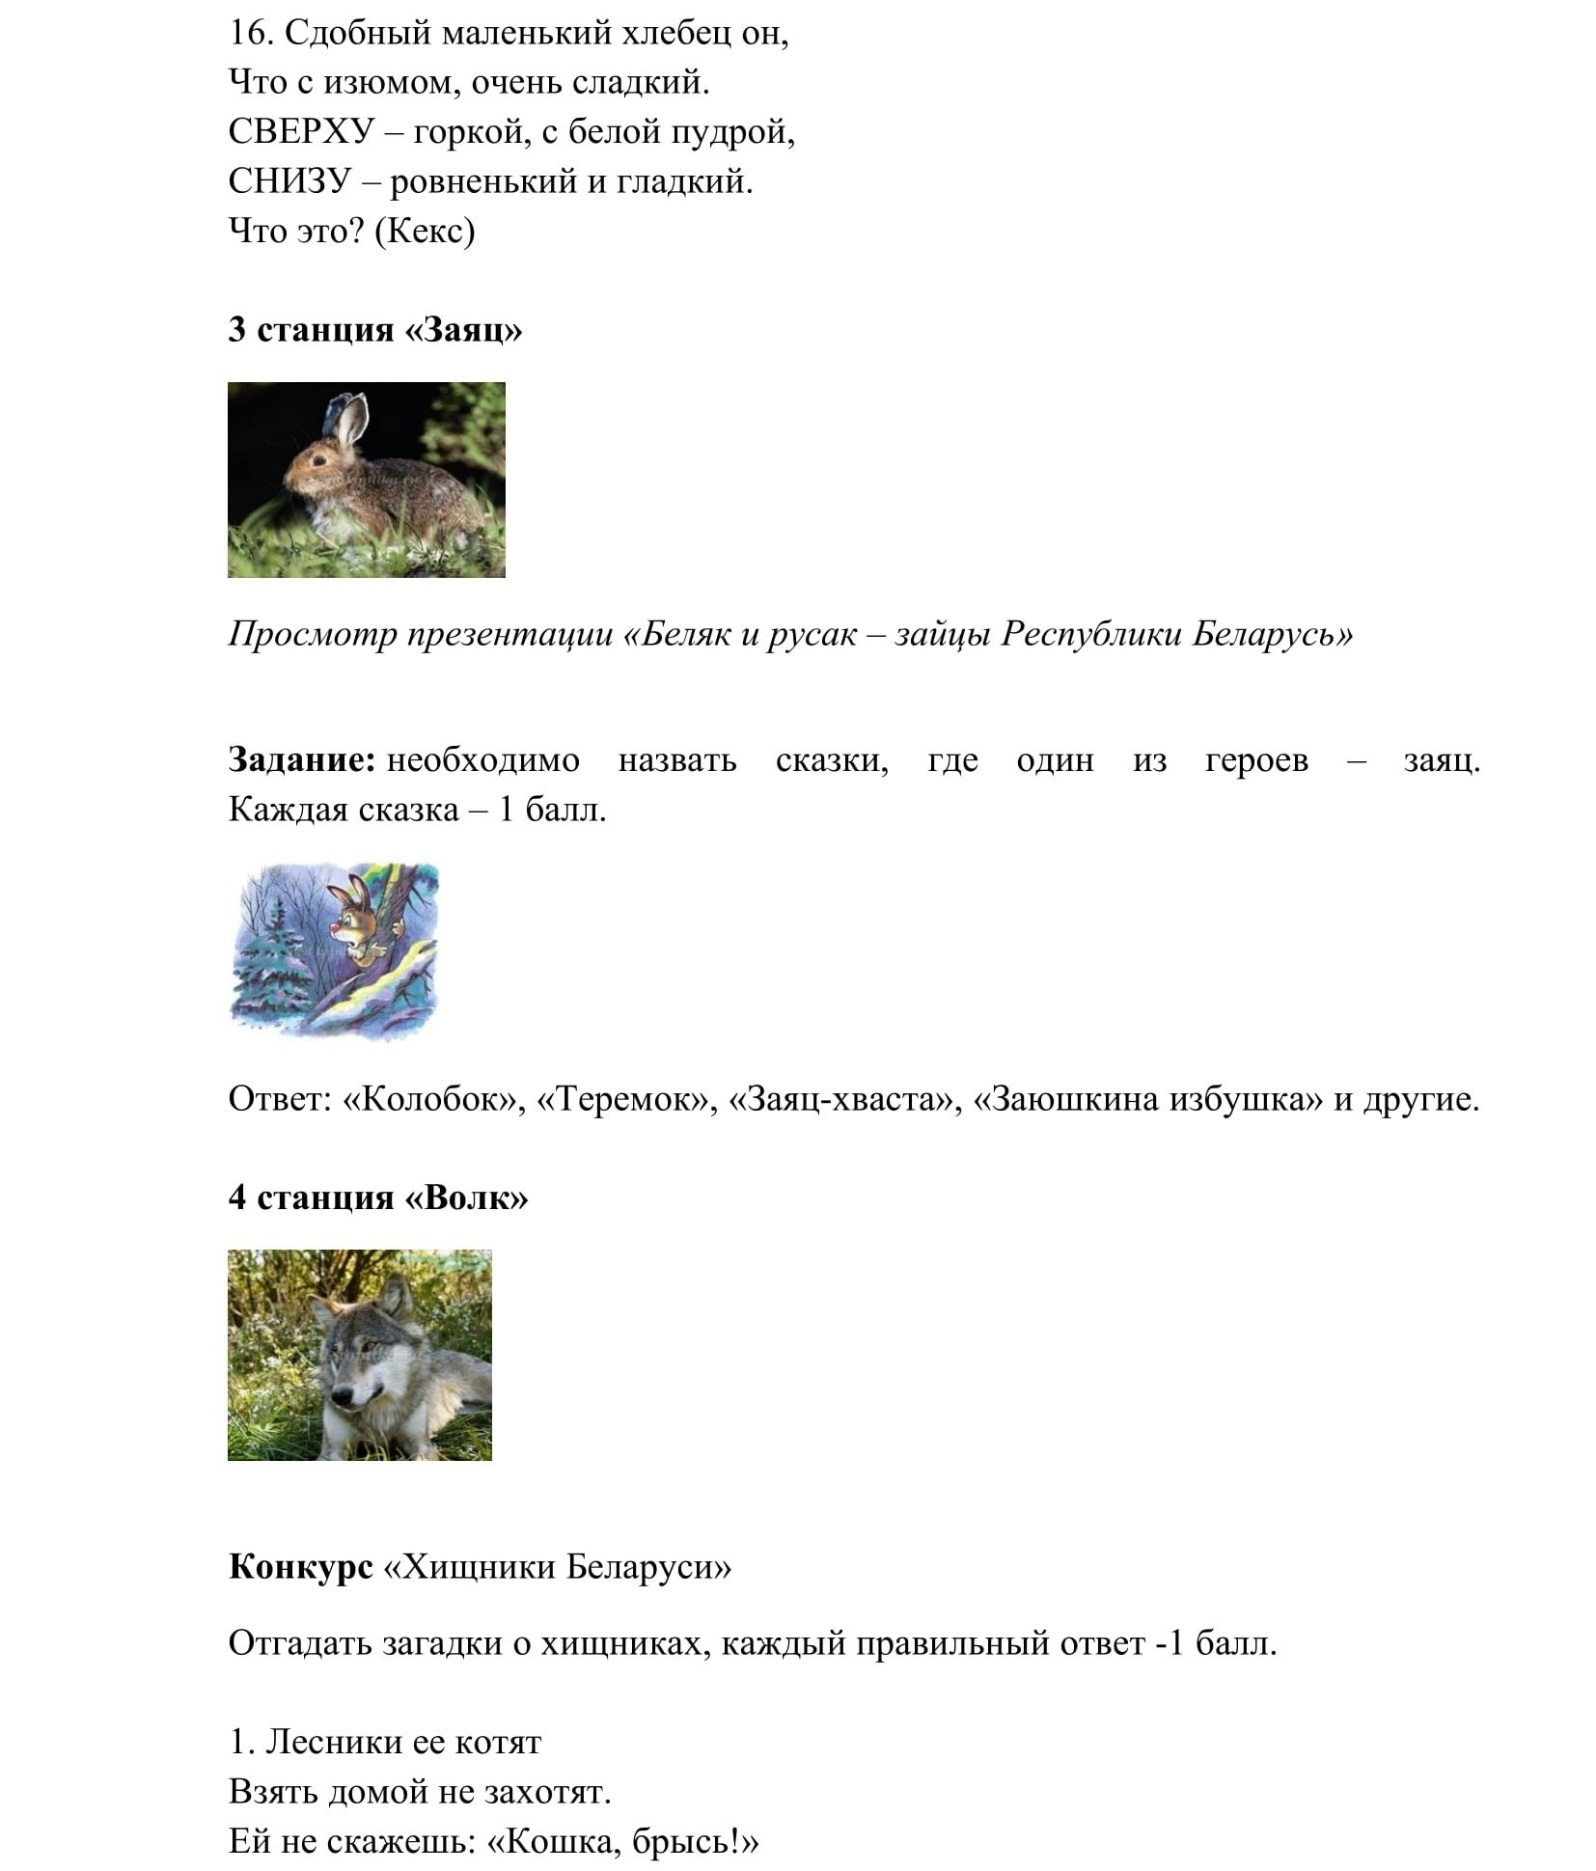 16. Сдобный маленький хлебец он,
Что с изюмом, очень сладкий.
СВЕРХУ – горкой, с белой пудрой,
СНИЗУ – ровненький и гладкий.
Что это? (Кекс)
3 станция «Заяц»
Просмотр презентации «Беляк и русак – зайцы Республики Беларусь»
Задание: необходимо назвать сказки, где один из героев – заяц.
Каждая сказка – 1 балл.
Ответ: «Колобок», «Теремок», «Заяц-хваста», «Заюшкина избушка» и другие.
4 станция «Волк»
Конкурс «Хищники Беларуси»
Отгадать загадки о хищниках, каждый правильный ответ -1 балл.
1. Лесники ее котят
Взять домой не захотят.
Ей не скажешь: «Кошка, брысь!»